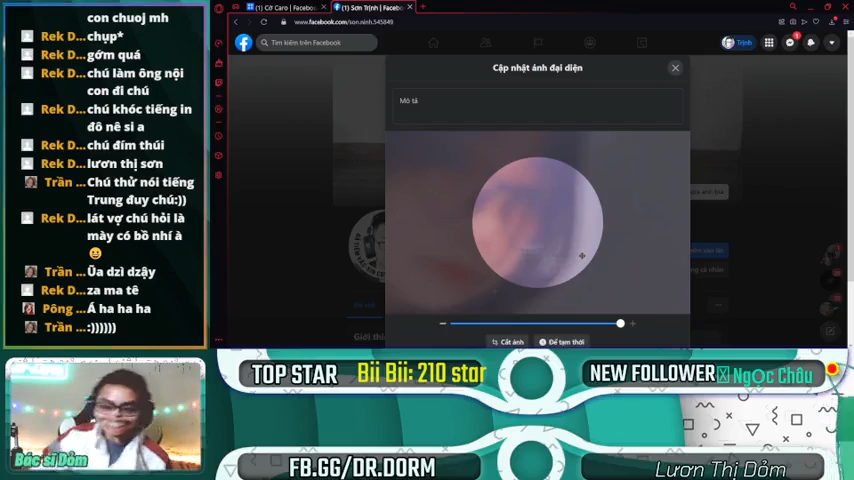 con chuoj mh
Rek D... chụp*
Rek D... gớm quá
Rek D... chú làm ông nội
con đi chú
Rek D... chú khóc tiếng in
đô nê si a
Rek D... chú đím thúi
Rek D... lươn thị sơn
Trần ... Chú thử nói tiếng
Trung đuy chú:))
Rek D... lát vợ chú hỏi là
mày có bồ nhí à
Trần ... Ũa dzì dzậy
Rek D... za ma tê
Pông ... Á ha ha ha
Trần ... :))))))
(1) Cờ Caro | Facebook
Sơn Trịnh | Facebook
www.facebook.com/son.ninh.545849
Tìm kiếm trên Facebook
Trịnh
Cập nhật ảnh đại diện
Mô tả
Cắt ảnh
Để tạm thời
Giới thiệu
TOP STAR
Bii Bii: 210 star
NEW FOLLOWER
Ngọc Châu
Bác sĩ Dỏm
FB.GG/DR.DORM
Lươn Thị Dỏm